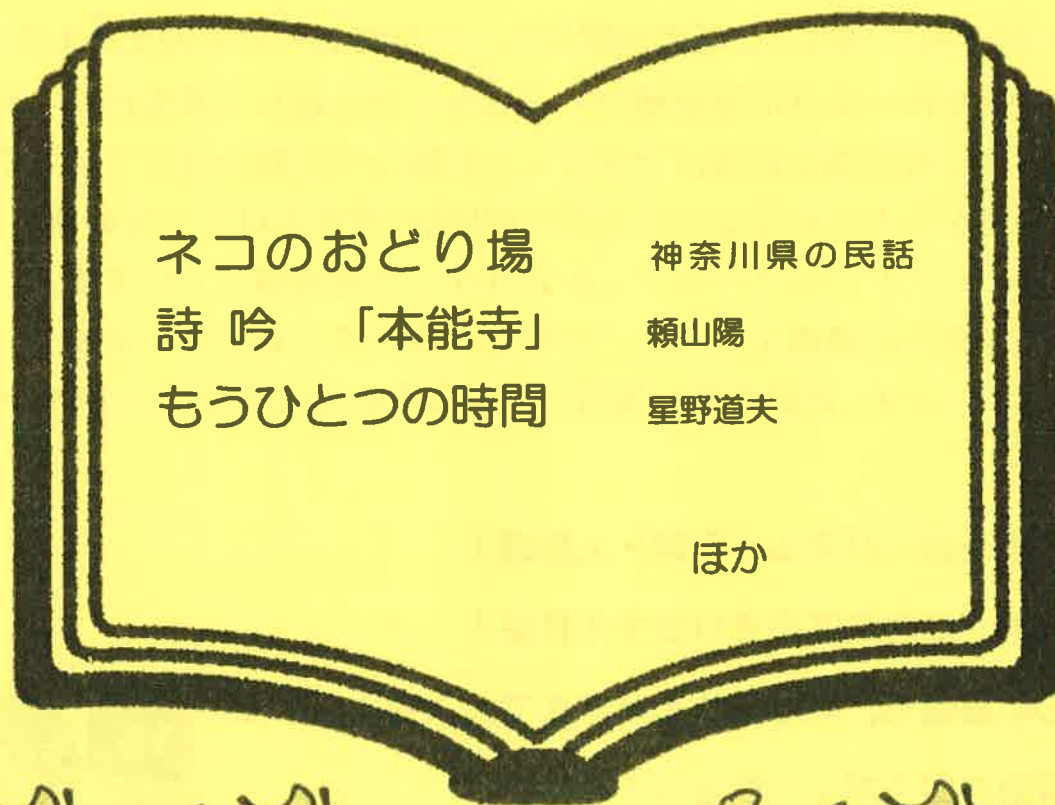 ネコのおどり場 神奈川県の民話
詩吟 「本能寺」 頼山陽
もうひとつの時間 星野道夫
ほか